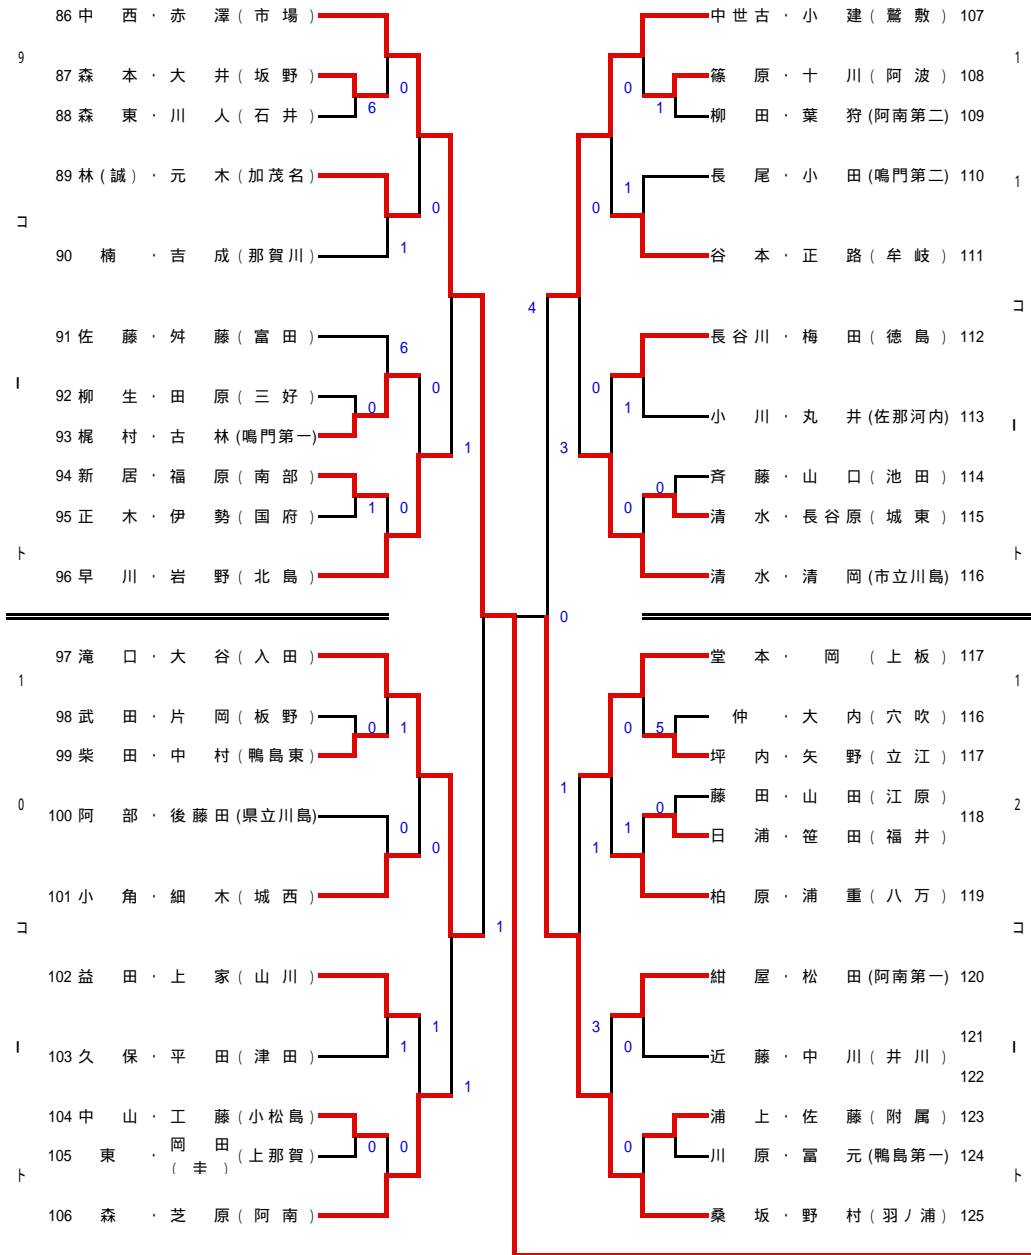 86 中西・赤澤(市場)
9
87 森本・大井(坂野)
0
6
88 森東・川人(石井)
89 林(誠)・元木(加茂名)
0
コ
90 楠・吉成(那賀川)
1
91 佐藤・舛藤(富田)
6
ー
92 柳生・田原(三好)
0
0
93 梶村・古林(鳴門第一)
1
94 新居・福原(南部)
1
0
95 正木・伊勢(国府)
ト
96 早川・岩野(北島)
97 滝口・大谷(入田)
1
98 武田・片岡(板野)
0
1
99 柴田・中村(鴨島東)
0
100 阿部・後藤田(県立川島)
0
0
101 小角・細木(城西)
コ
1
102 益田・上家(山川)
1
ー
1
103 久保・平田(津田)
1
104 中山・工藤(小松島)
0
0
105 東・岡田(圭)(上那賀)
ト
106 森・芝原(阿南)
中世古・小建(鷲敷) 107
1
篠原・十川(阿波) 108
0
1
柳田・葉狩(阿南第二) 109
長尾・小田(鳴門第二) 110
1
1
0
谷本・正路(牟岐) 111
4
コ
長谷川・梅田(徳島) 112
0
1
小川・丸井(佐那河内) 113
ー
3
斉藤・山口(池田) 114
0
0
清水・長谷原(城東) 115
ト
清水・清岡(市立川島) 116
0
堂本・岡(上板) 117
1
仲・大内(穴吹) 116
0
5
坪内・矢野(立江) 117
1
藤田・山田(江原)
0
118
2
日浦・笹田(福井)
1
1
柏原・浦重(八万) 119
コ
紺屋・松田(阿南第一) 120
3
121
0
近藤・中川(井川)
ー
122
浦上・佐藤(附属) 123
0
川原・冨元(鴨島第一) 124
ト
桑坂・野村(羽ノ浦) 125